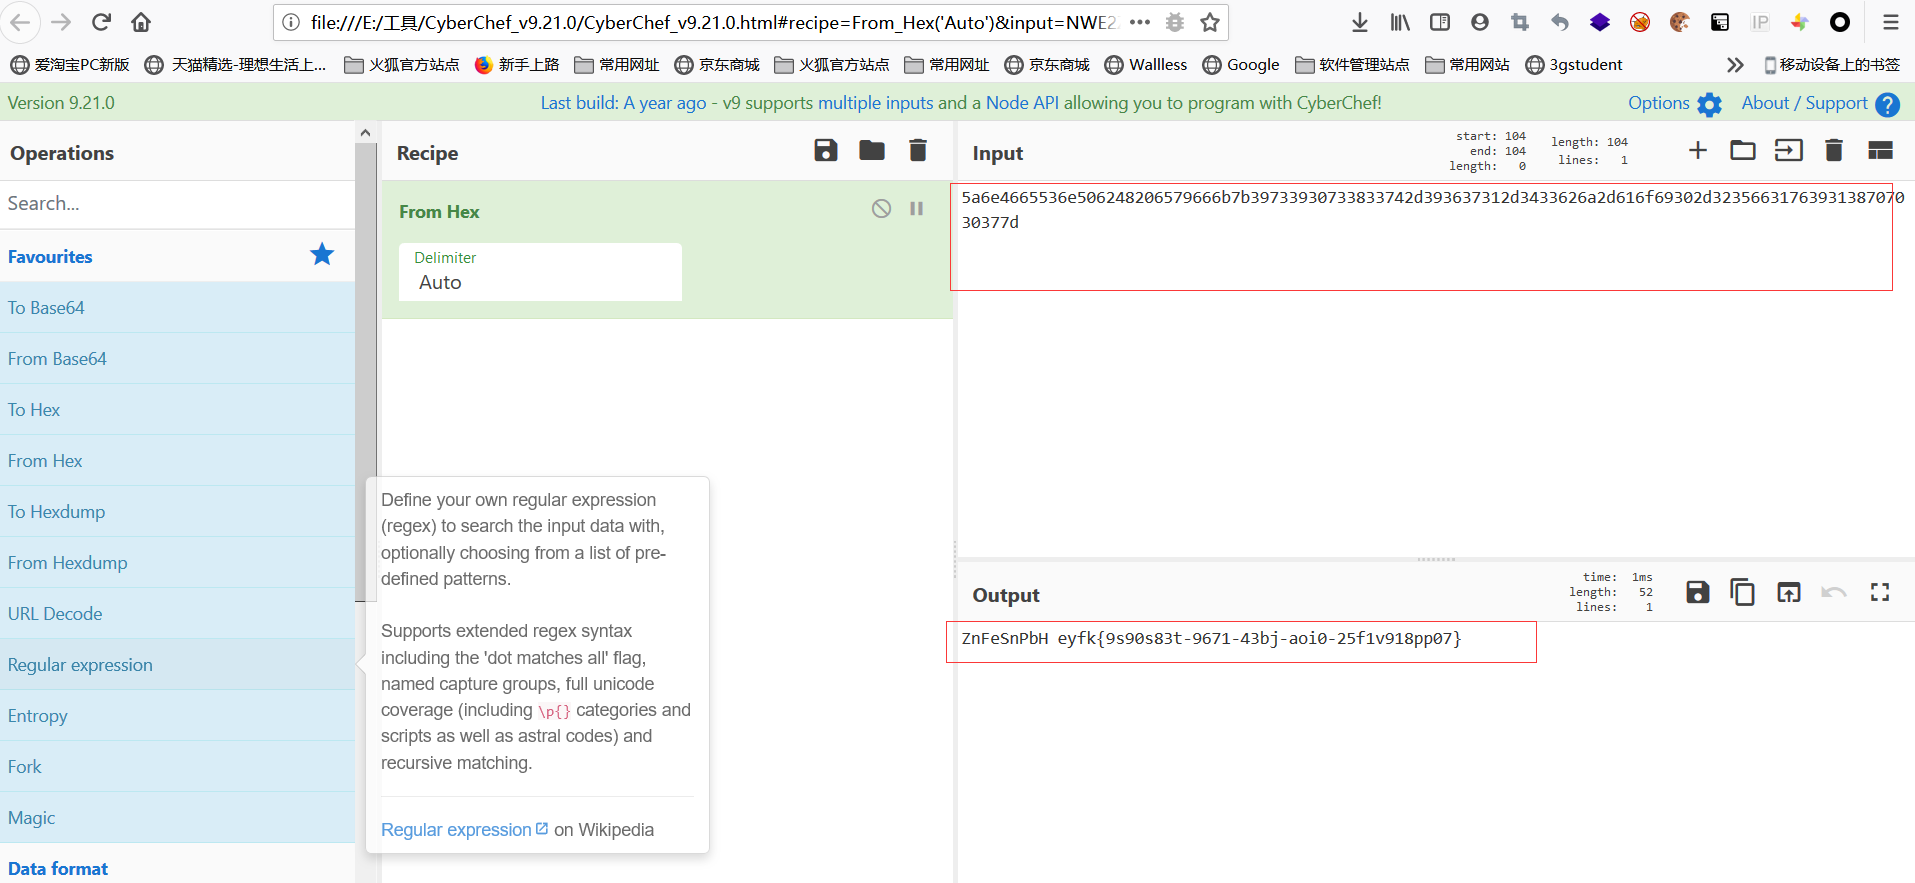 file:///E:/工具/CyberChef_v9.21.0/CyberChef_v9.21.0.html#recipe=From_Hex('Auto')&input=NWE2
爱淘宝PC新版 天猫精选-理想生活上... 火狐官方站点 新手上路 常用网址 京东商城 火狐官方站点 常用网址 京东商城 Wallless Google 软件管理站点 常用网站 3gstudent 移动设备上的书签
Version 9.21.0 Last build: A year ago - v9 supports multiple inputs and a Node API allowing you to program with CyberChef! Options About / Support
Operations
Search...
Favourites
To Base64
From Base64
To Hex
From Hex
To Hexdump
From Hexdump
URL Decode
Regular expression
Entropy
Fork
Magic
Data format
Recipe
From Hex
Delimiter
Auto
Define your own regular expression
(regex) to search the input data with,
optionally choosing from a list of pre-
defined patterns.
Supports extended regex syntax
including the 'dot matches all' flag,
named capture groups, full unicode
coverage (including \p{} categories and
scripts as well as astral codes) and
recursive matching.
Regular expression on Wikipedia
Input
start: 104
end: 104
length: 0
length: 104
lines: 1
5a6e4665536e506248206579666b7b39733930733833742d393637312d3433626a2d616f69302d32356631763931387070
30377d
Output
time: 1ms
length: 52
lines: 1
ZnFeSnPbH eyfk{9s90s83t-9671-43bj-aoi0-25f1v918pp07}